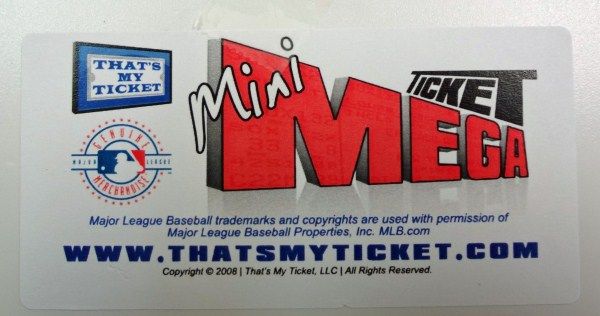 THAT'S
MY
TICKET
Mini
MEGA
TICKET
GENUINE
MAJOR LEAGUE
MERCHANDISE
Major League Baseball trademarks and copyrights are used with permission of
Major League Baseball Properties, Inc. MLB.com
WWW.THATSMYTICKET.COM
Copyright © 2008 | That's My Ticket, LLC | All Rights Reserved.